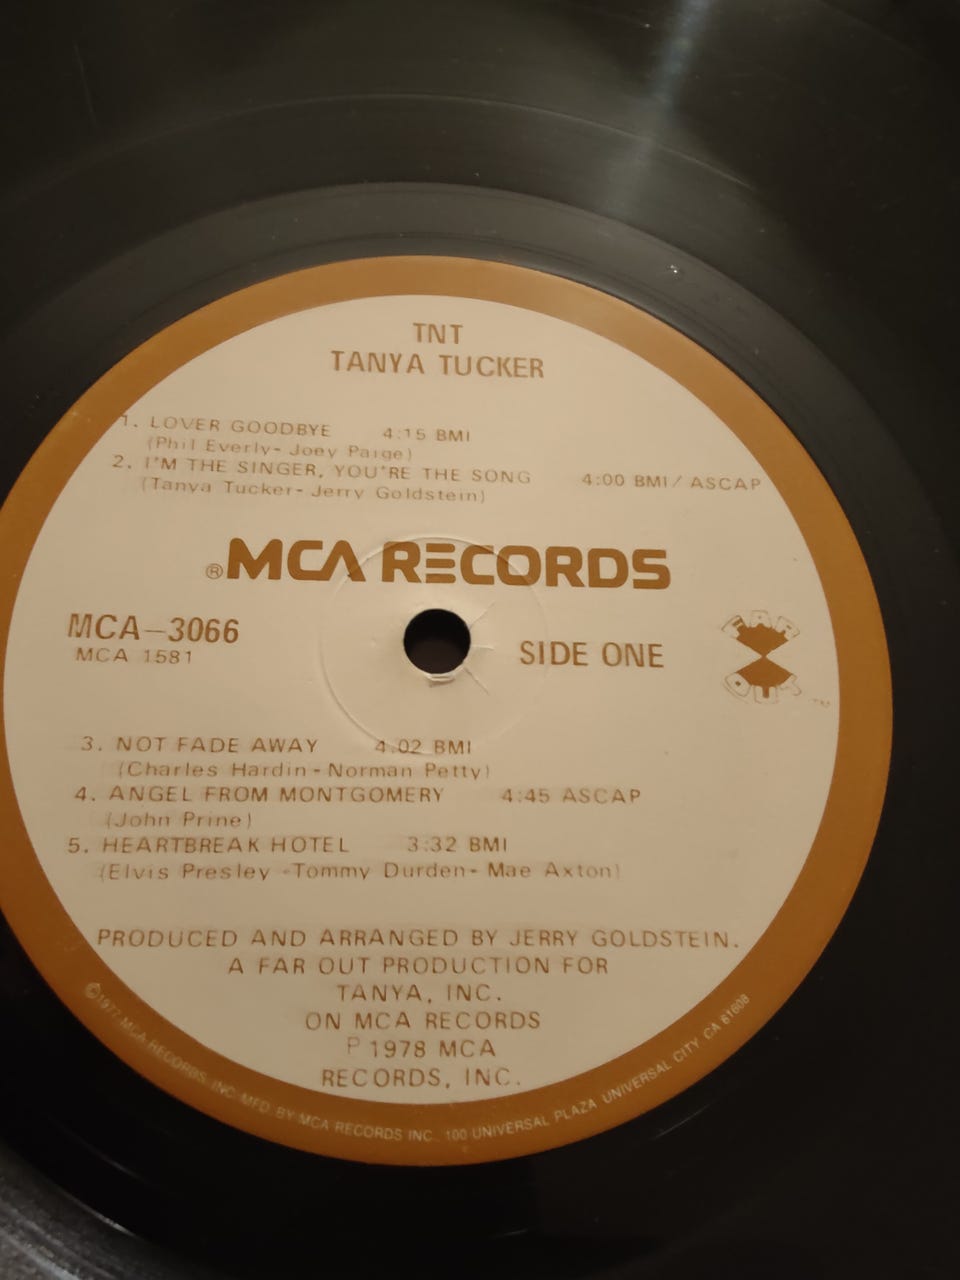 TNT
TANYA TUCKER
1. LOVER GOODBYE 4:15 BMI
(Phil Everly- Joey Paige)
2. I'M THE SINGER, YOU'RE THE SONG 4:00 BMI/ ASCAP
(Tanya Tucker- Jerry Goldstein)
®MCA RECORDS
MCA-3066
MCA 1581
SIDE ONE
FAR
OUT
TM
3. NOT FADE AWAY 4:02 BMI
(Charles Hardin-Norman Petty)
4. ANGEL FROM MONTGOMERY 4:45 ASCAP
(John Prine)
5. HEARTBREAK HOTEL 3:32 BMI
(Elvis Presley -Tommy Durden- Mae Axton)
PRODUCED AND ARRANGED BY JERRY GOLDSTEIN.
A FAR OUT PRODUCTION FOR
TANYA, INC.
ON MCA RECORDS
P 1978 MCA
RECORDS, INC.
©1977 MCA RECORDS, INC. MFD. BY MCA RECORDS INC. 100 UNIVERSAL PLAZA UNIVERSAL CITY, CA 81608